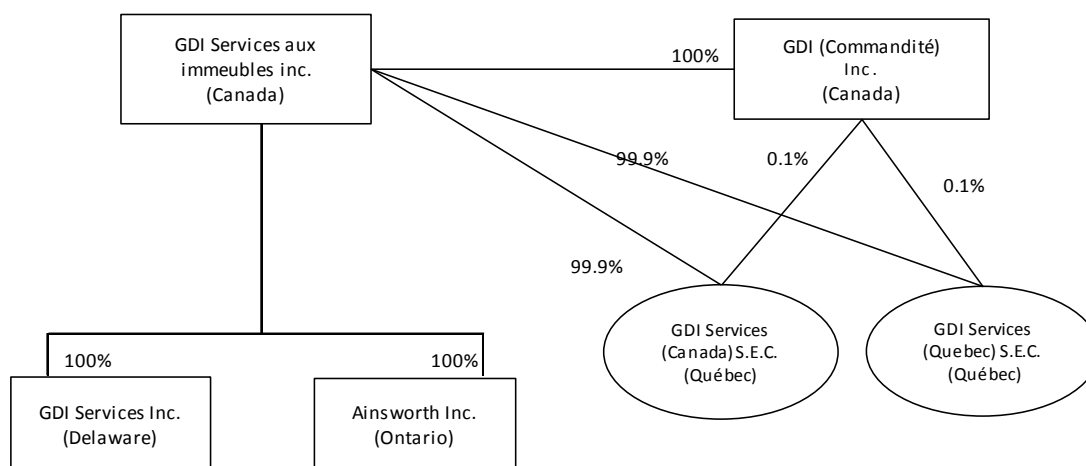 GDI Services aux
immeubles inc.
(Canada)
100%
GDI (Commandité)
Inc.
(Canada)
99.9%
0.1%
0.1%
99.9%
GDI Services
(Canada) S.E.C.
(Québec)
GDI Services
(Quebec) S.E.C.
(Québec)
100%
100%
GDI Services Inc.
(Delaware)
Ainsworth Inc.
(Ontario)